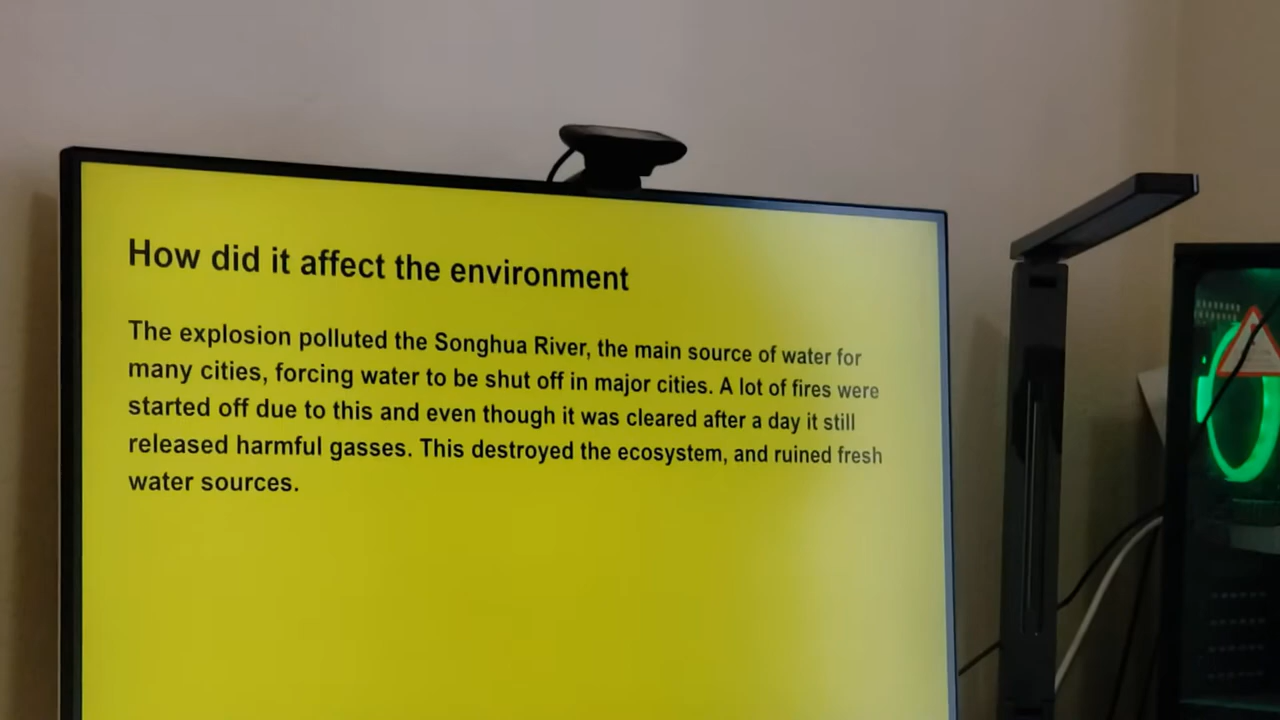 How did it affect the environment
The explosion polluted the Songhua River, the main source of water for
many cities, forcing water to be shut off in major cities. A lot of fires were
started off due to this and even though it was cleared after a day it still
released harmful gasses. This destroyed the ecosystem, and ruined fresh
water sources.